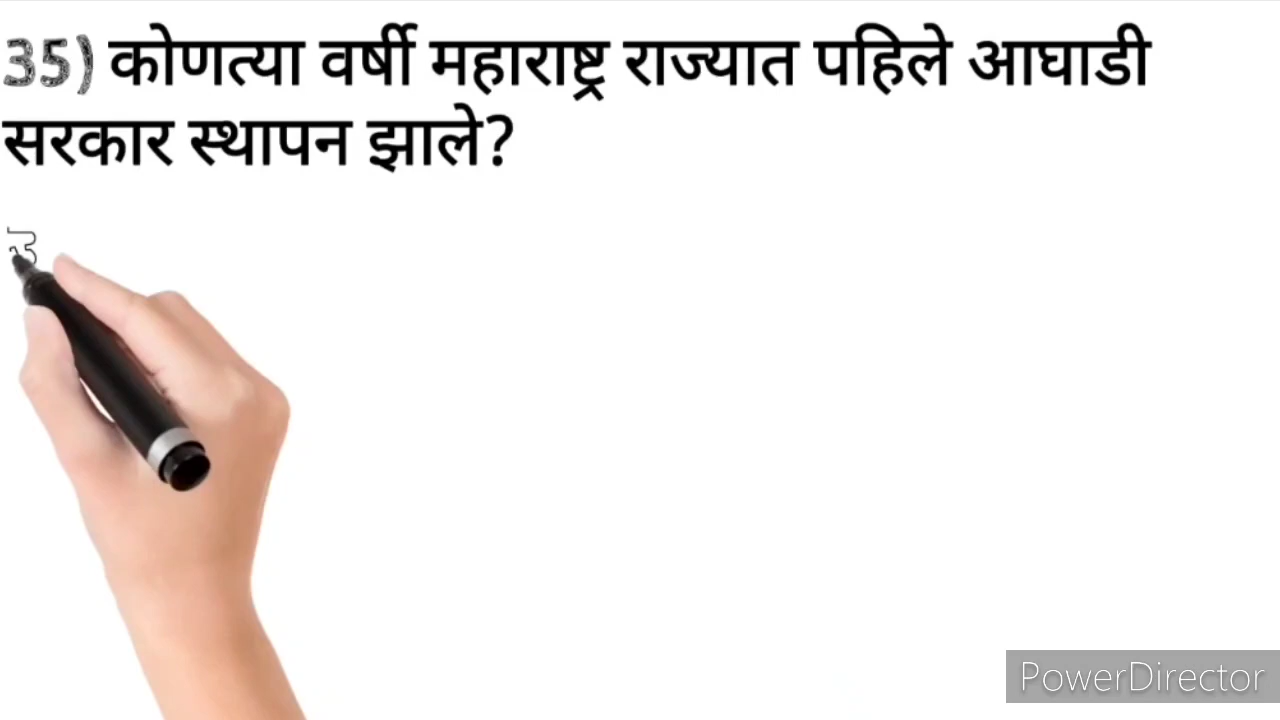 35) कोणत्या वर्षी महाराष्ट्र राज्यात पहिले आघाडी
सरकार स्थापन झाले?
PowerDirector